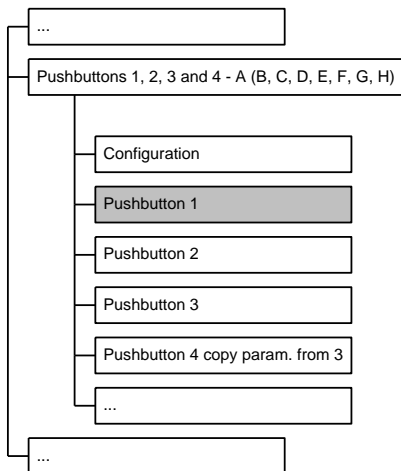 ...
Pushbuttons 1, 2, 3 and 4 - A (B, C, D, E, F, G, H)
Configuration
Pushbutton 1
Pushbutton 2
Pushbutton 3
Pushbutton 4 copy param. from 3
...
...